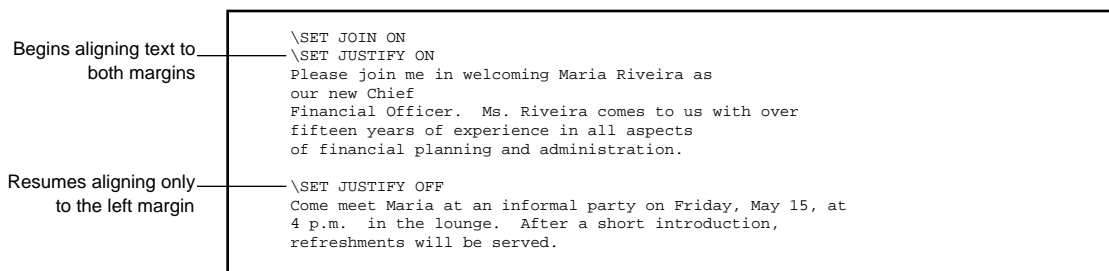 \SET JOIN ON
Begins aligning text to
both margins
\SET JUSTIFY ON
Please join me in welcoming Maria Riveira as
our new Chief
Financial Officer.  Ms. Riveira comes to us with over
fifteen years of experience in all aspects
of financial planning and administration.
Resumes aligning only
to the left margin
\SET JUSTIFY OFF
Come meet Maria at an informal party on Friday, May 15, at
4 p.m.  in the lounge.  After a short introduction,
refreshments will be served.